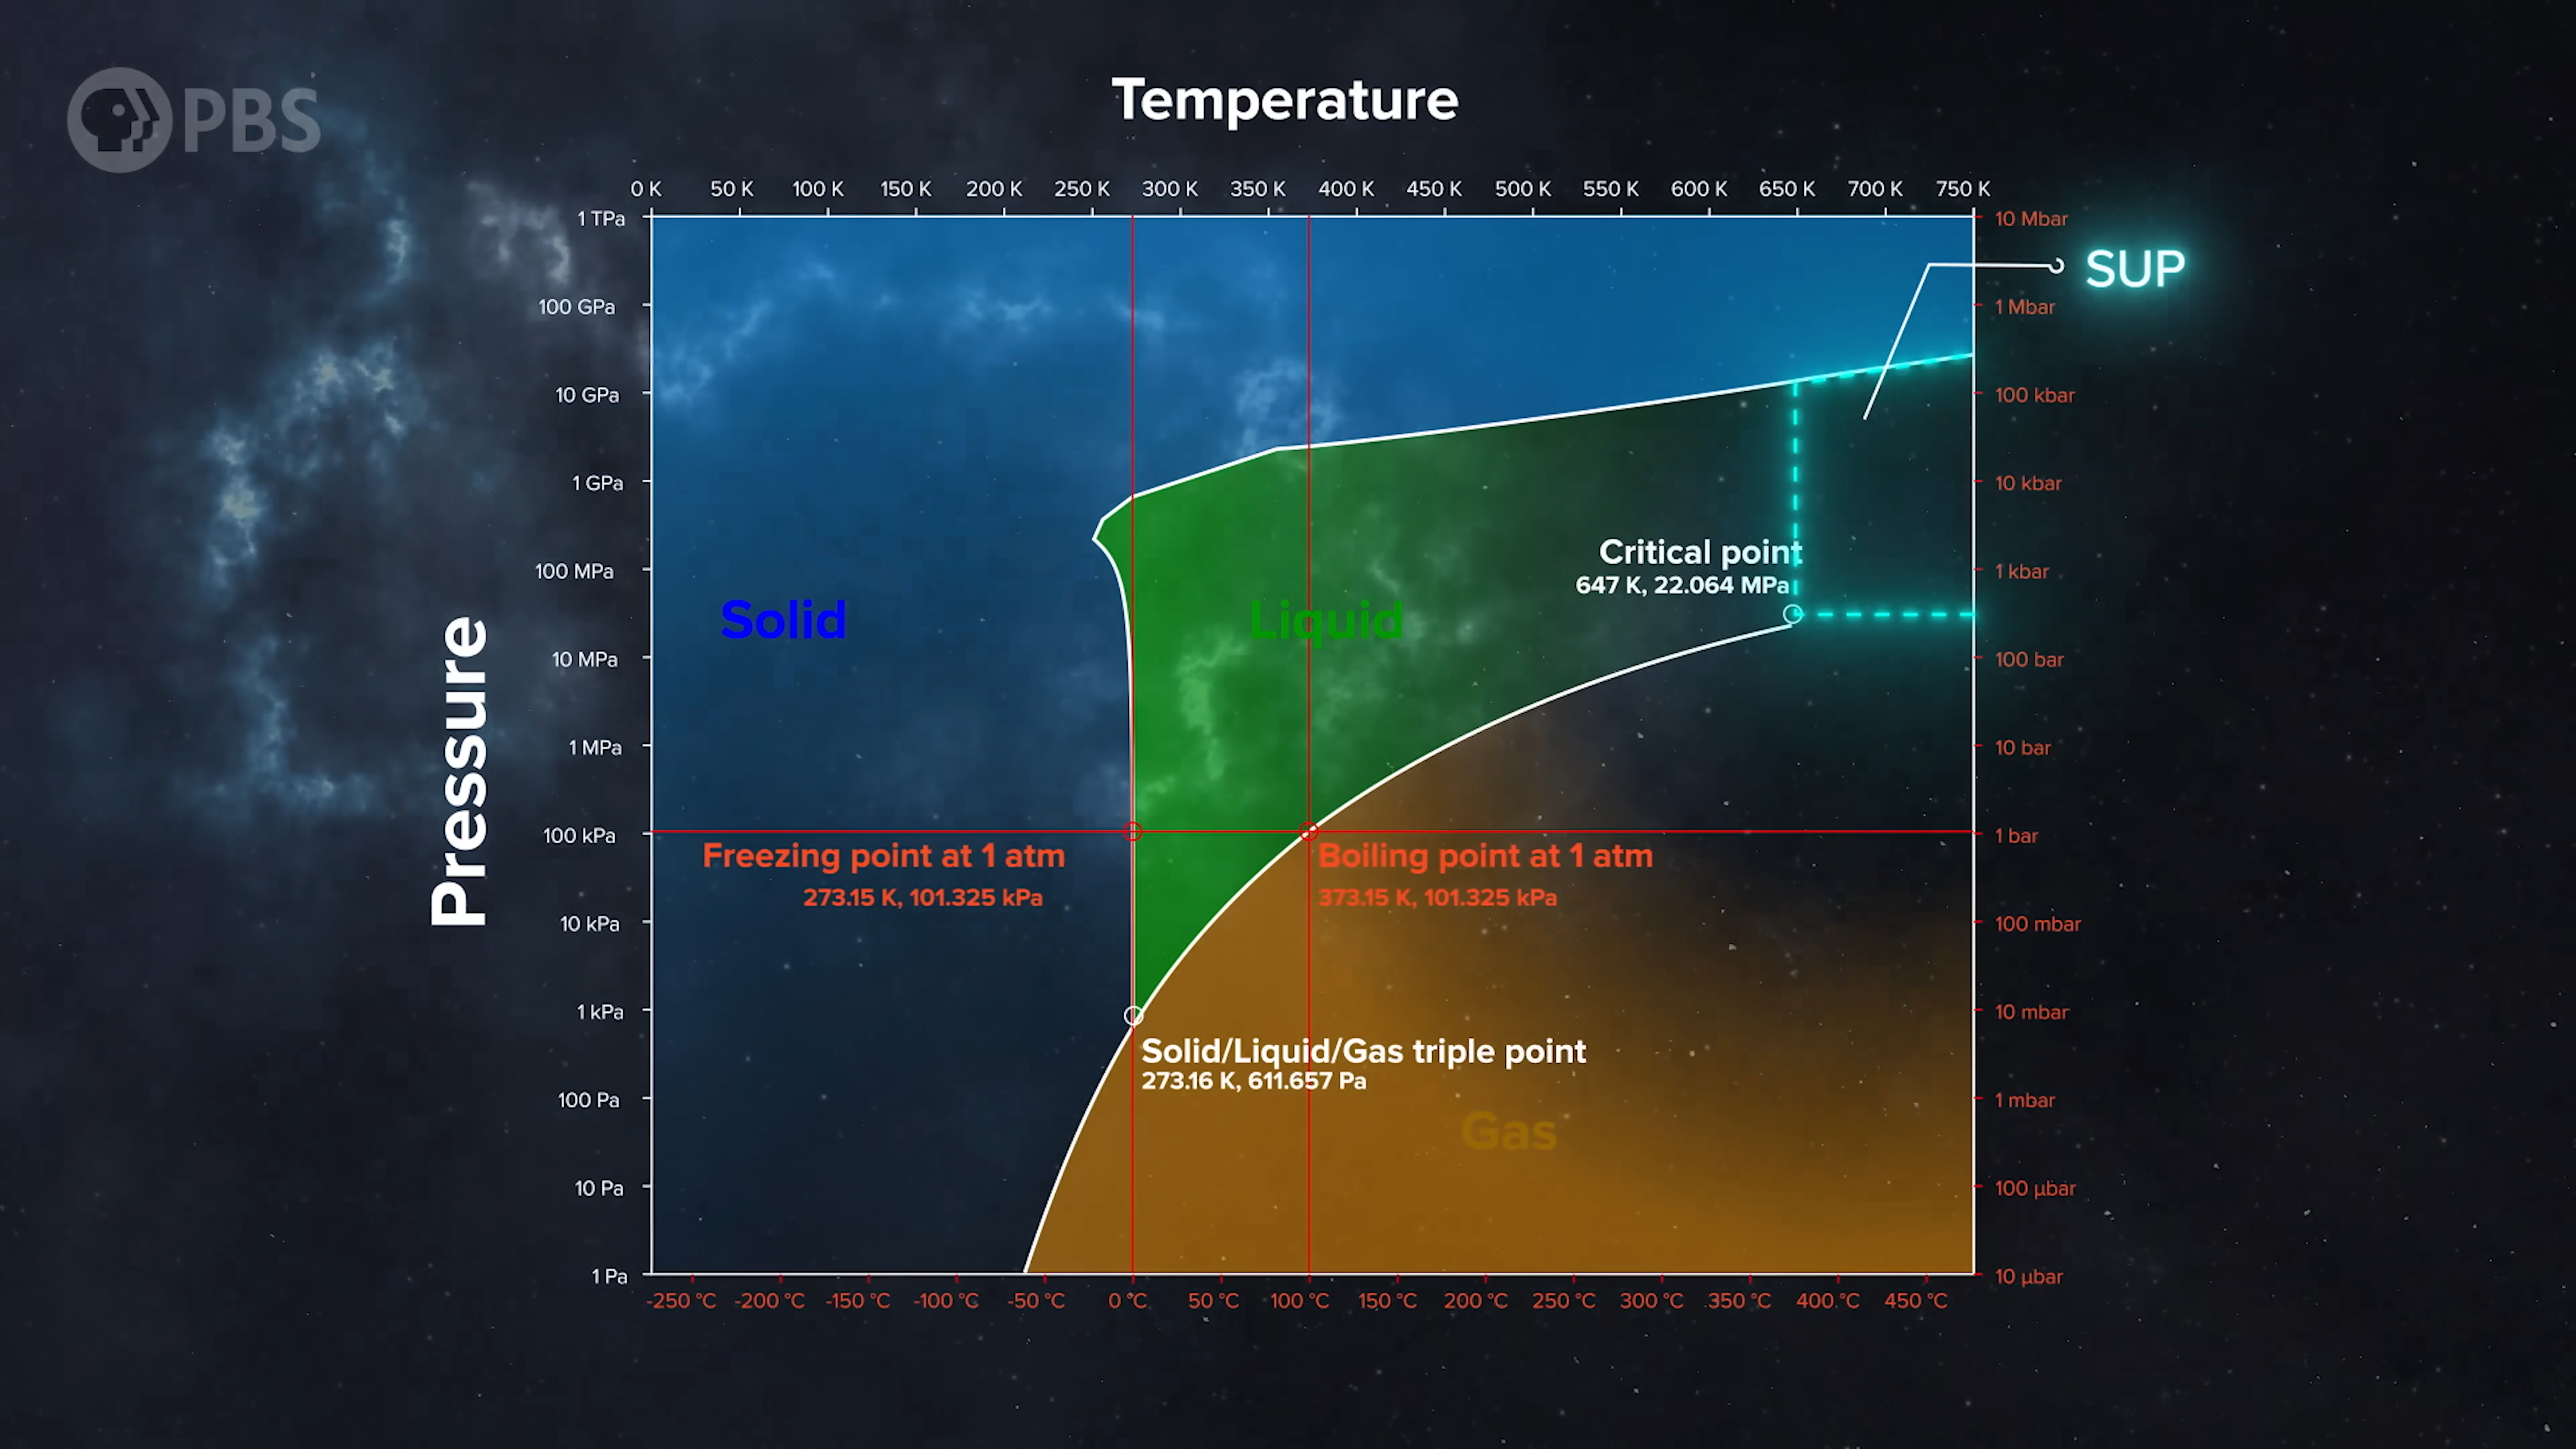 PBS
Temperature
0 K 50 K 100 K 150 K 200 K 250 K 300 K 350 K 400 K 450 K 500 K 550 K 600 K 650 K 700 K 750 K
1 TPa
10 Mbar
SUP
100 GPa
1 Mbar
10 GPa
100 kbar
1 GPa
10 kbar
Critical point
647 K, 22.064 MPa
100 MPa
1 kbar
Solid
Liquid
Pressure
10 MPa
100 bar
1 MPa
10 bar
100 kPa
1 bar
Freezing point at 1 atm
273.15 K, 101.325 kPa
Boiling point at 1 atm
373.15 K, 101.325 kPa
10 kPa
100 mbar
1 kPa
10 mbar
Solid/Liquid/Gas triple point
273.16 K, 611.657 Pa
100 Pa
1 mbar
Gas
10 Pa
100 µbar
1 Pa
10 µbar
-250 °C -200 °C -150 °C -100 °C -50 °C 0 °C 50 °C 100 °C 150 °C 200 °C 250 °C 300 °C 350 °C 400 °C 450 °C